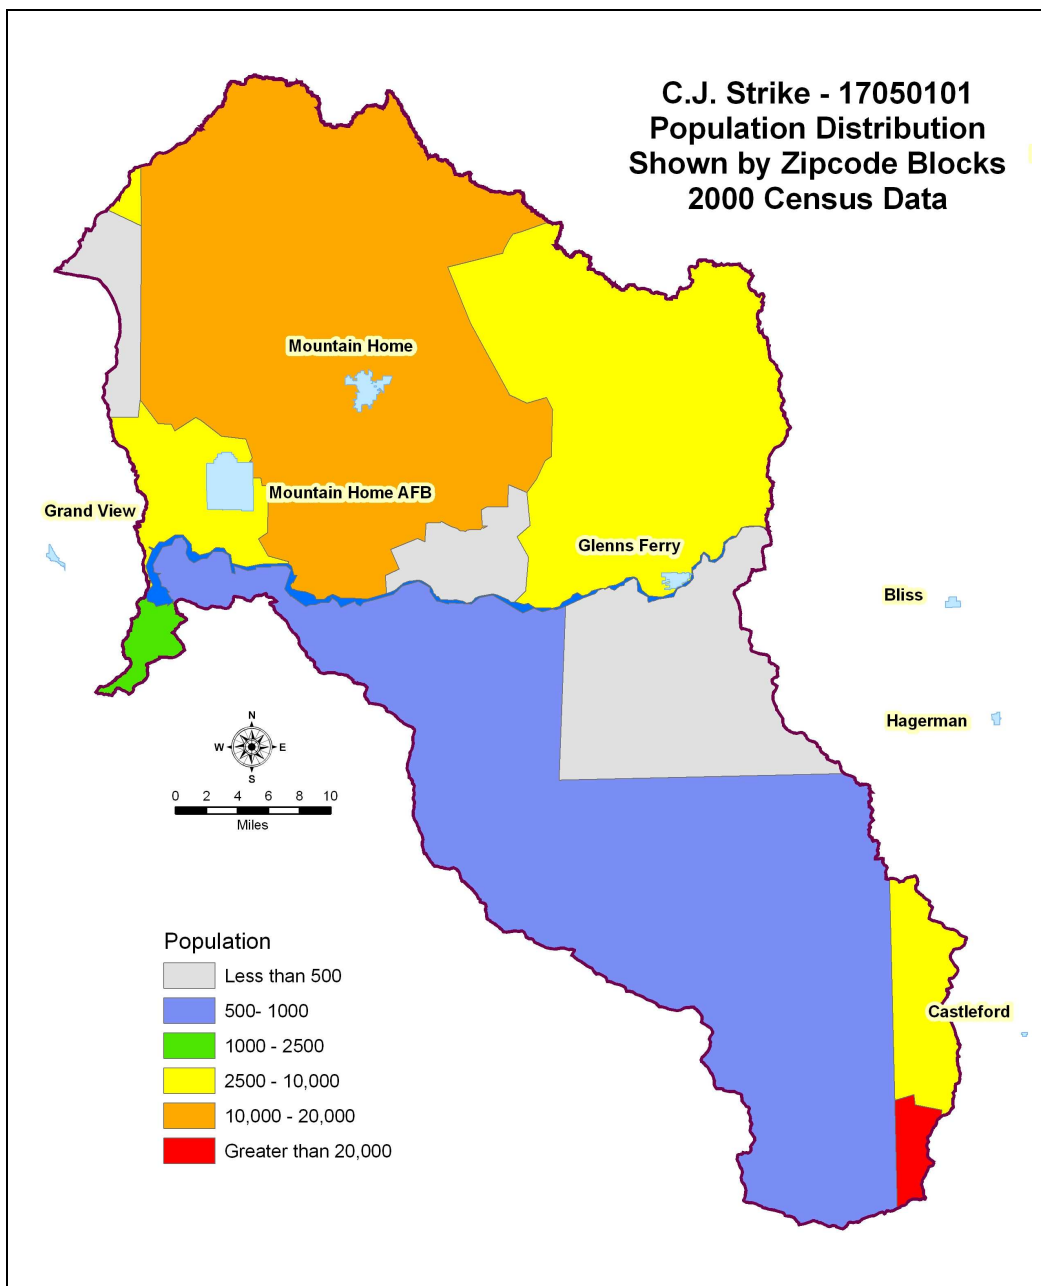 C.J. Strike - 17050101
Population Distribution
Shown by Zipcode Blocks
2000 Census Data
Mountain Home
Mountain Home AFB
Grand View
Glenns Ferry
Bliss
Hagerman
N
W
E
S
0 2 4 6 8 10
Miles
Population
Less than 500
500- 1000
1000 - 2500
2500 - 10,000
10,000 - 20,000
Greater than 20,000
Castleford